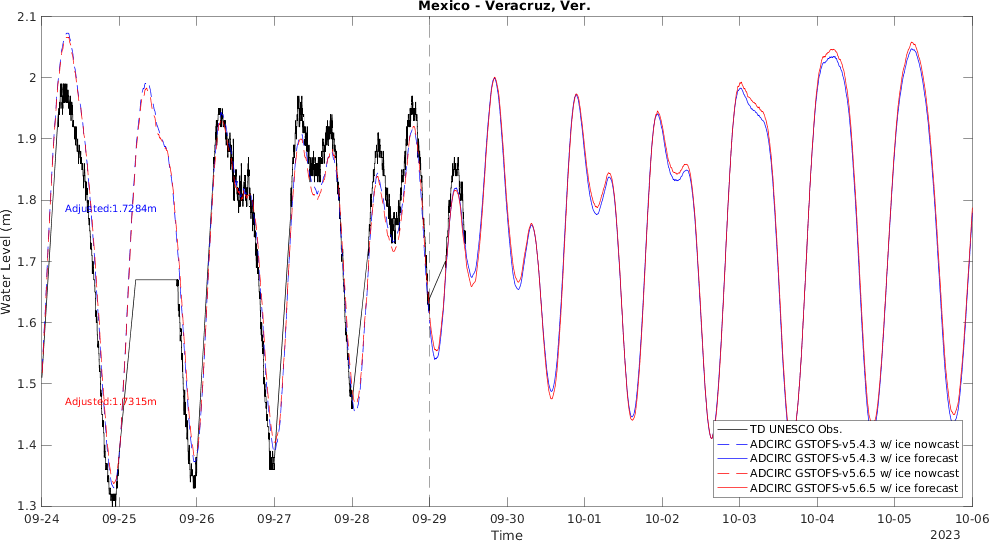 Mexico - Veracruz, Ver.
2.1
2
1.9
1.8
1.7
1.6
1.5
1.4
1.3
Water Level (m)
Adjusted:1.7284m
Adjusted:1.7315m
TD UNESCO Obs.
ADCIRC GSTOFS-v5.4.3 w/ ice nowcast
ADCIRC GSTOFS-v5.4.3 w/ ice forecast
ADCIRC GSTOFS-v5.6.5 w/ ice nowcast
ADCIRC GSTOFS-v5.6.5 w/ ice forecast
09-24 09-25 09-26 09-27 09-28 09-29 09-30 10-01 10-02 10-03 10-04 10-05 10-06
Time
2023